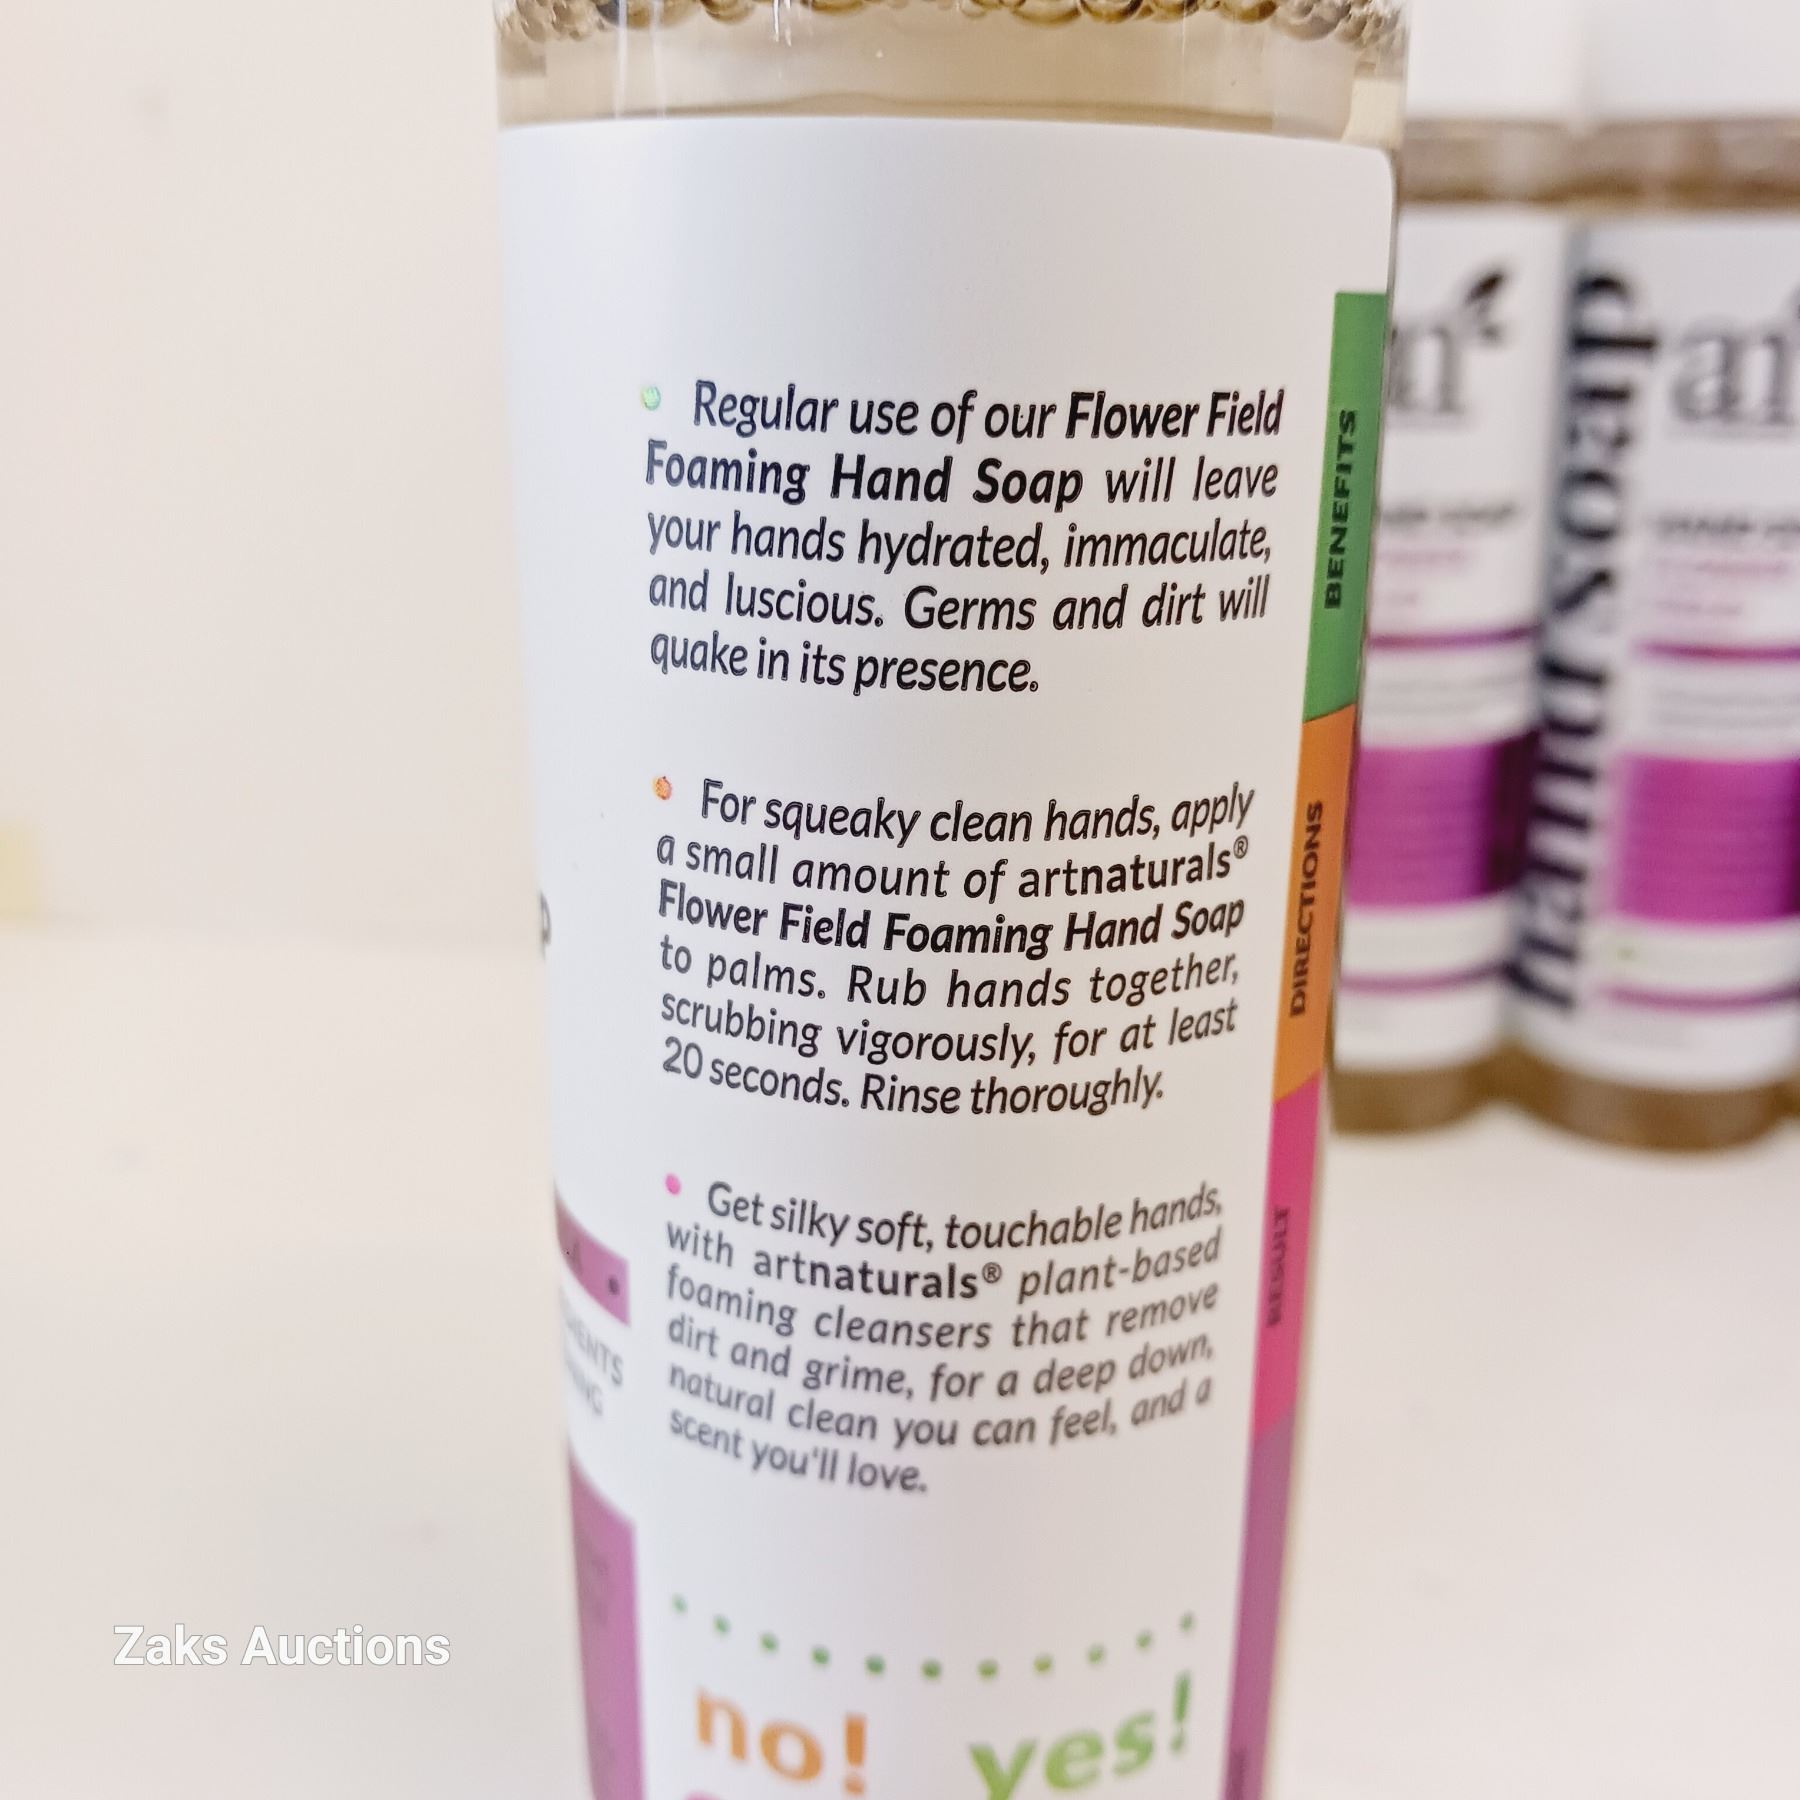 Regular use of our Flower Field
Foaming Hand Soap will leave
your hands hydrated, immaculate,
and luscious. Germs and dirt will
quake in its presence.
BENEFITS
For squeaky clean hands, apply
a small amount of artnaturals®
Flower Field Foaming Hand Soap
to palms. Rub hands together,
scrubbing vigorously, for at least
20 seconds. Rinse thoroughly.
DIRECTIONS
Get silky soft, touchable hands,
with artnaturals® plant-based
foaming cleansers that remove
dirt and grime, for a deep down,
natural clean you can feel, and a
scent you'll love.
RESULT
no! yes!
hand soap
an
Zaks Auctions